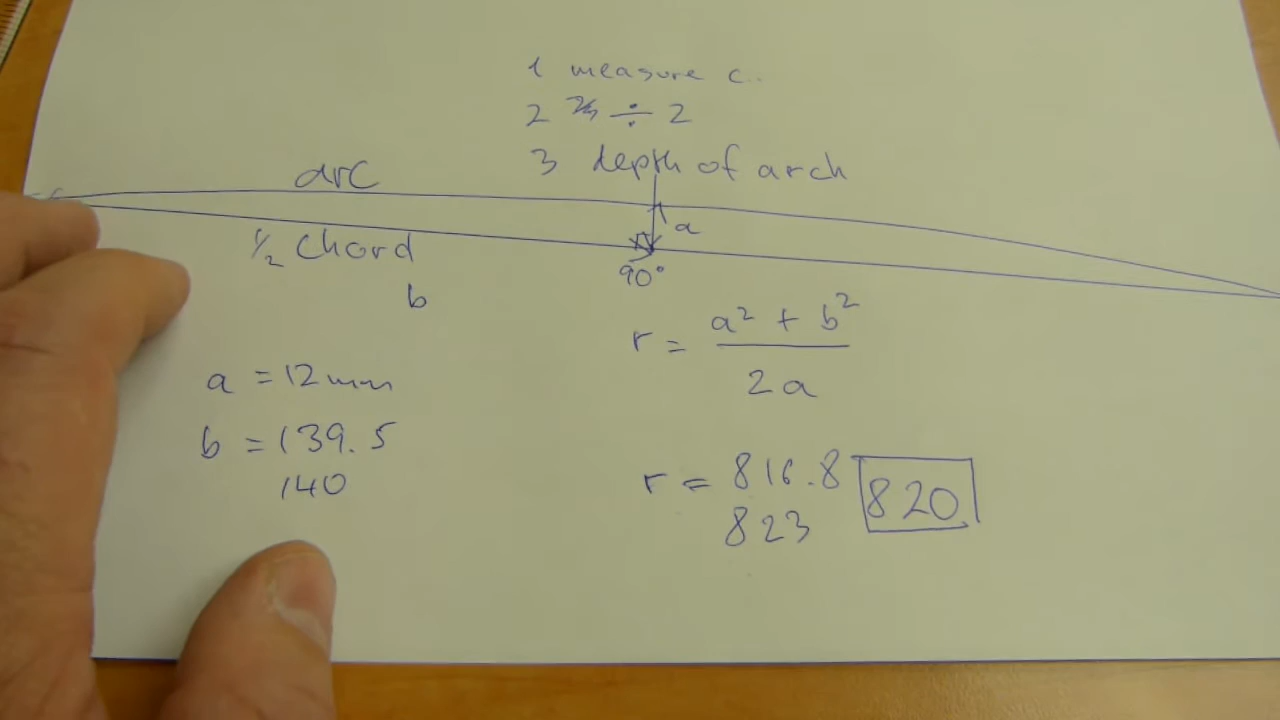 1 measure c..
2 ÷ 2
3 depth of arch
arc
a
1/2 chord
90°
b
r = a² + b² / 2a
a = 12mm
b = 139.5
140
r = 816.8 820
823